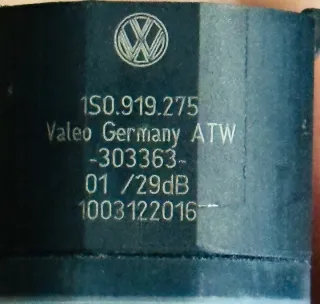 1S0.919.275
Valeo Germany ATW
-303363-
01 /29dB
1003122016